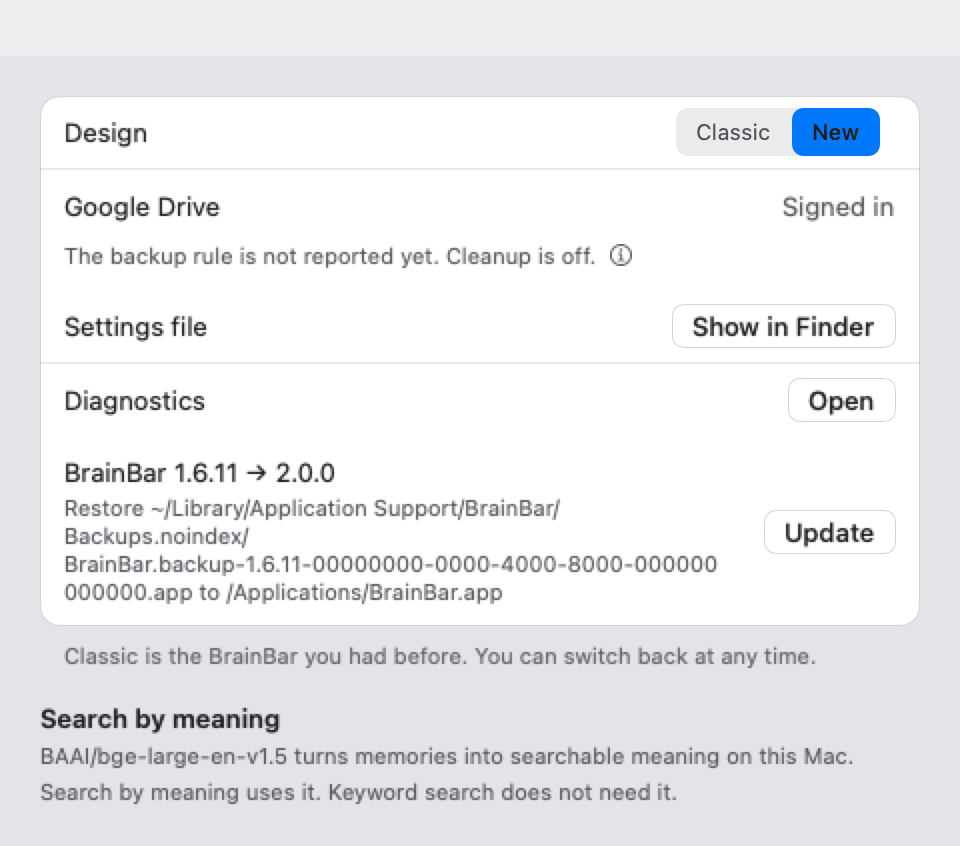 Design
Classic
New
Google Drive
Signed in
The backup rule is not reported yet. Cleanup is off. ⓘ
Settings file
Show in Finder
Diagnostics
Open
BrainBar 1.6.11 → 2.0.0
Restore ~/Library/Application Support/BrainBar/
Backups.noindex/
BrainBar.backup-1.6.11-00000000-0000-4000-8000-000000
000000.app to /Applications/BrainBar.app
Update
Classic is the BrainBar you had before. You can switch back at any time.
Search by meaning
BAAI/bge-large-en-v1.5 turns memories into searchable meaning on this Mac.
Search by meaning uses it. Keyword search does not need it.